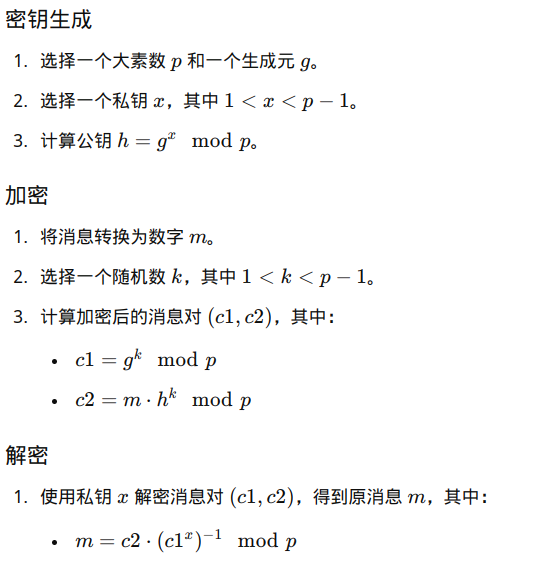 密钥生成
1. 选择一个大素数 p 和一个生成元 g。
2. 选择一个私钥 x，其中 1 < x < p − 1。
3. 计算公钥 h = gˣ mod p。
加密
1. 将消息转换为数字 m。
2. 选择一个随机数 k，其中 1 < k < p − 1。
3. 计算加密后的消息对 (c1, c2)，其中：
• c1 = gᵏ mod p
• c2 = m · hᵏ mod p
解密
1. 使用私钥 x 解密消息对 (c1, c2)，得到原消息 m，其中：
• m = c2 · (c1ˣ)⁻¹ mod p